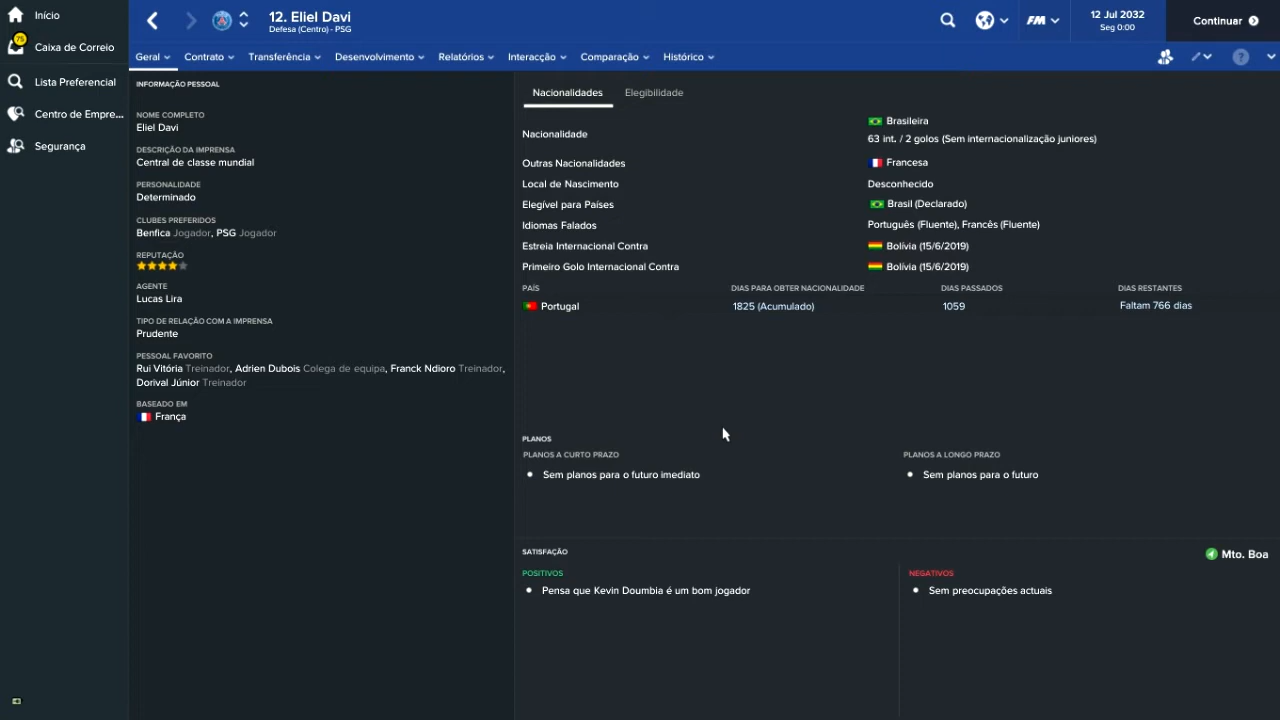 Início
75
Caixa de Correio
Lista Preferencial
Centro de Empre...
Segurança
12. Eliel Davi
Defesa (Centro) - PSG
FM
12 Jul 2032
Seg 0:00
Continuar
Geral
Contrato
Transferência
Desenvolvimento
Relatórios
Interacção
Comparação
Histórico
?
INFORMAÇÃO PESSOAL
NOME COMPLETO
Eliel Davi
DESCRIÇÃO DA IMPRENSA
Central de classe mundial
PERSONALIDADE
Determinado
CLUBES PREFERIDOS
Benfica Jogador, PSG Jogador
REPUTAÇÃO
AGENTE
Lucas Lira
TIPO DE RELAÇÃO COM A IMPRENSA
Prudente
PESSOAL FAVORITO
Rui Vitória Treinador, Adrien Dubois Colega de equipa, Franck Ndioro Treinador,
Dorival Júnior Treinador
BASEADO EM
França
Nacionalidades
Elegibilidade
Nacionalidade
Brasileira
63 int. / 2 golos (Sem internacionalização juniores)
Outras Nacionalidades
Francesa
Local de Nascimento
Desconhecido
Elegível para Países
Brasil (Declarado)
Idiomas Falados
Português (Fluente), Francês (Fluente)
Estreia Internacional Contra
Bolívia (15/6/2019)
Primeiro Golo Internacional Contra
Bolívia (15/6/2019)
PAÍS
DIAS PARA OBTER NACIONALIDADE
DIAS PASSADOS
DIAS RESTANTES
Portugal
1825 (Acumulado)
1059
Faltam 766 dias
PLANOS
PLANOS A CURTO PRAZO
Sem planos para o futuro imediato
PLANOS A LONGO PRAZO
Sem planos para o futuro
SATISFAÇÃO
Mto. Boa
POSITIVOS
Pensa que Kevin Doumbia é um bom jogador
NEGATIVOS
Sem preocupações actuais